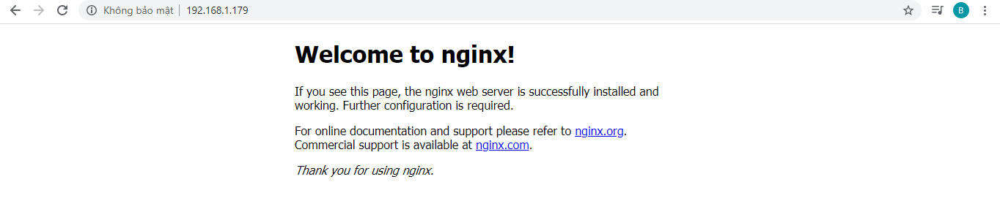 Không bảo mật 192.168.1.179
B
Welcome to nginx!
If you see this page, the nginx web server is successfully installed and
working. Further configuration is required.
For online documentation and support please refer to nginx.org.
Commercial support is available at nginx.com.
Thank you for using nginx.